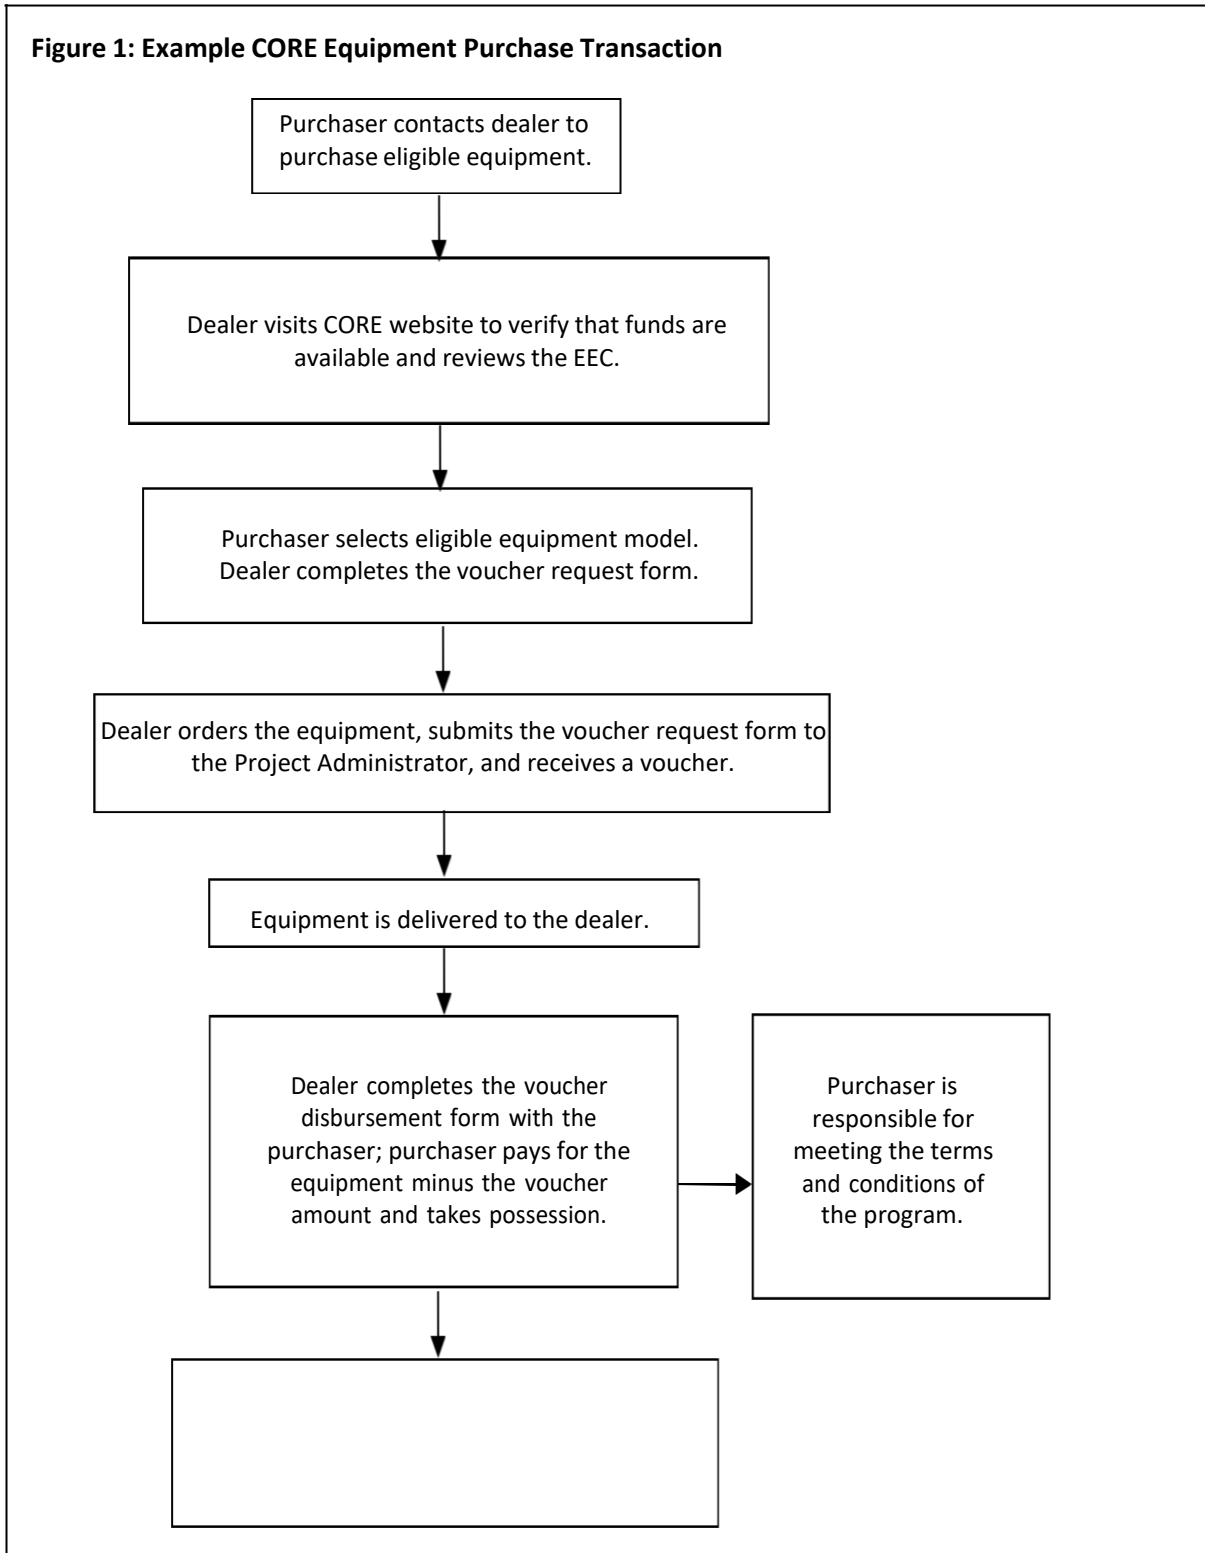 Figure 1: Example CORE Equipment Purchase Transaction
Purchaser contacts dealer to
purchase eligible equipment.
Dealer visits CORE website to verify that funds are
available and reviews the EEC.
Purchaser selects eligible equipment model.
Dealer completes the voucher request form.
Dealer orders the equipment, submits the voucher request form to
the Project Administrator, and receives a voucher.
Equipment is delivered to the dealer.
Dealer completes the voucher
disbursement form with the
purchaser; purchaser pays for the
equipment minus the voucher
amount and takes possession.
Purchaser is
responsible for
meeting the terms
and conditions of
the program.